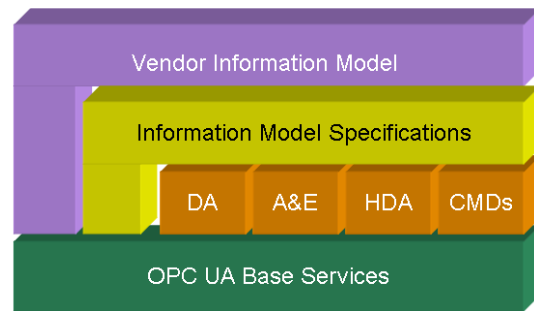 Vendor Information Model
Information Model Specifications
DA A&E HDA CMDs
OPC UA Base Services